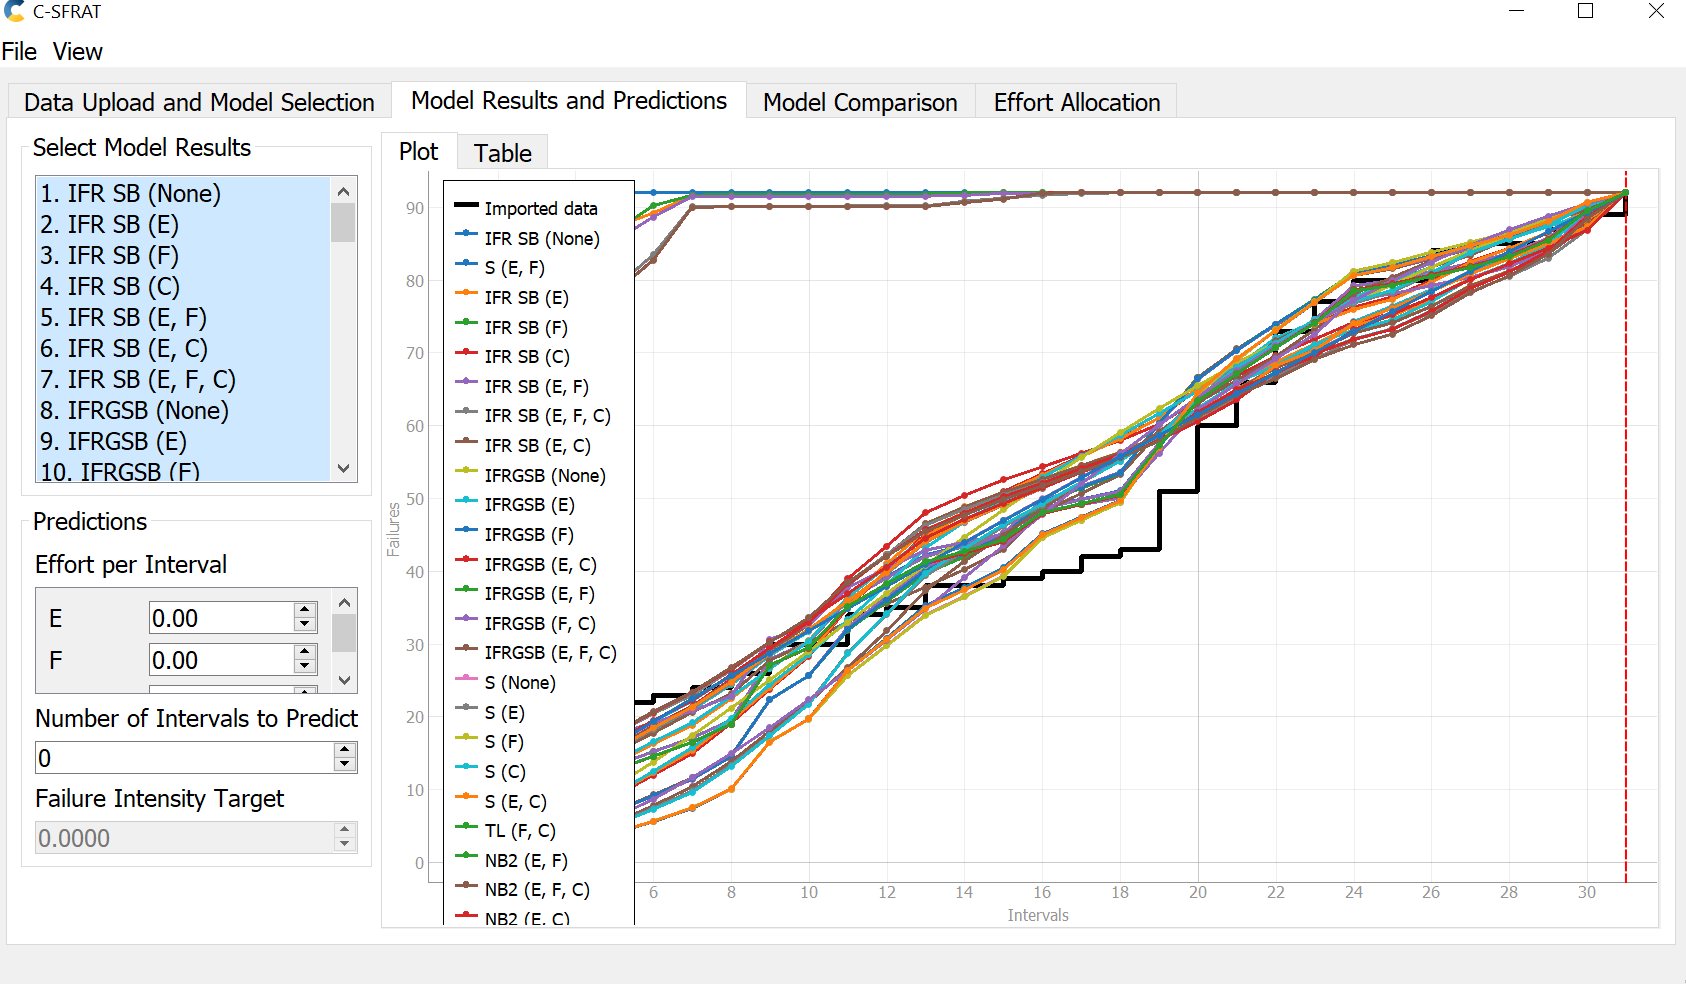 C-SFRAT
File View
Data Upload and Model Selection
Model Results and Predictions
Model Comparison
Effort Allocation
Select Model Results
1. IFR SB (None)
2. IFR SB (E)
3. IFR SB (F)
4. IFR SB (C)
5. IFR SB (E, F)
6. IFR SB (E, C)
7. IFR SB (E, F, C)
8. IFRGSB (None)
9. IFRGSB (E)
10. IFRGSB (F)
Predictions
Effort per Interval
E 0.00
F 0.00
Number of Intervals to Predict
0
Failure Intensity Target
0.0000
Plot
Table
Imported data
IFR SB (None)
S (E, F)
IFR SB (E)
IFR SB (F)
IFR SB (C)
IFR SB (E, F)
IFR SB (E, F, C)
IFR SB (E, C)
IFRGSB (None)
IFRGSB (E)
IFRGSB (F)
IFRGSB (E, C)
IFRGSB (E, F)
IFRGSB (F, C)
IFRGSB (E, F, C)
S (None)
S (E)
S (F)
S (C)
S (E, C)
TL (F, C)
NB2 (E, F)
NB2 (E, F, C)
NB2 (E, C)
Failures
90
80
70
60
50
40
30
20
10
0
6 8 10 12 14 16 18 20 22 24 26 28 30
Intervals